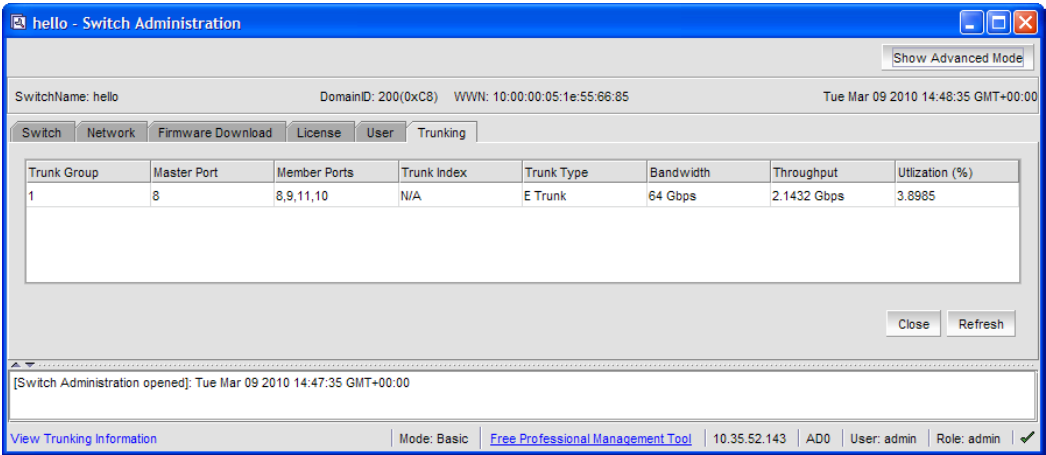 hello - Switch Administration
Show Advanced Mode
SwitchName: hello DomainID: 200(0xC8) WWN: 10:00:00:05:1e:55:66:85 Tue Mar 09 2010 14:48:35 GMT+00:00
Switch Network Firmware Download License User Trunking
Trunk Group Master Port Member Ports Trunk Index Trunk Type Bandwidth Throughput Utlization (%)
1 8 8,9,11,10 N/A E Trunk 64 Gbps 2.1432 Gbps 3.8985
Close Refresh
[Switch Administration opened]: Tue Mar 09 2010 14:47:35 GMT+00:00
View Trunking Information Mode: Basic Free Professional Management Tool 10.35.52.143 AD0 User: admin Role: admin